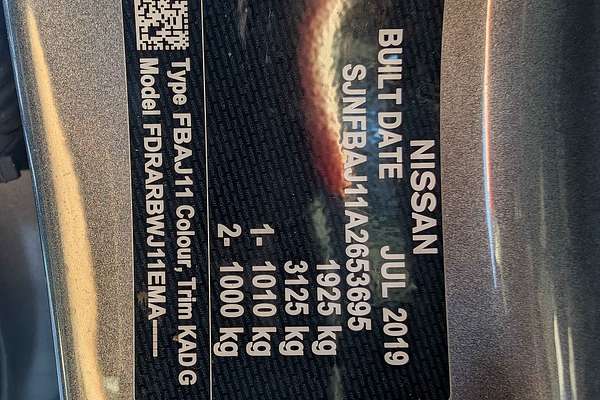 NISSAN
BUILT DATE JUL 2019
SJNFBAJ11A2653695
1925 kg
3125 kg
1- 1010 kg
2- 1000 kg
Type FBAJ11 Colour, Trim KADG
Model FDRARBWJ11EMA-----